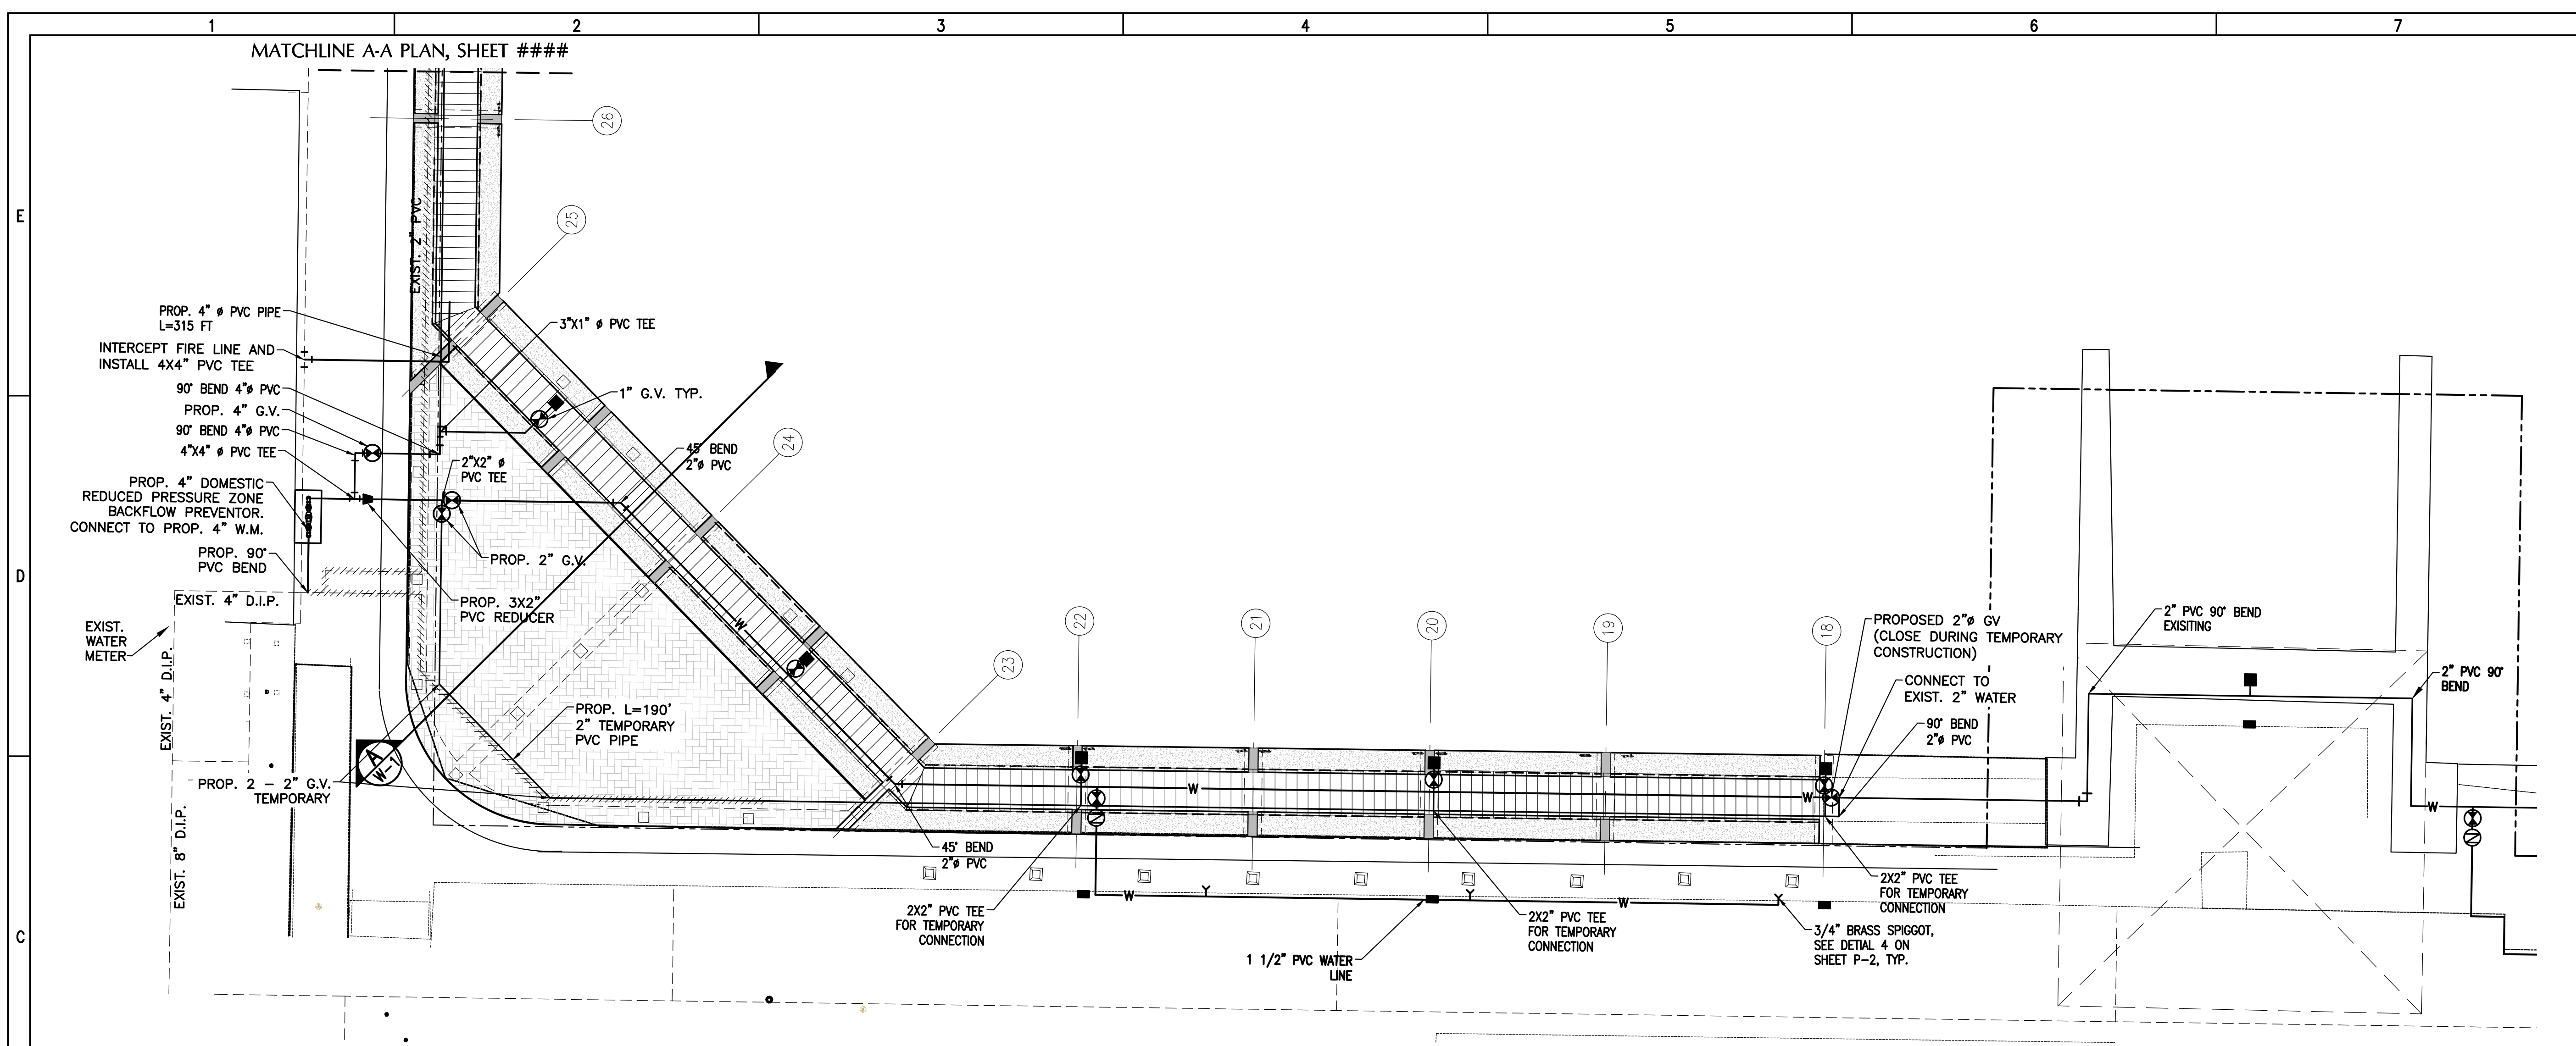 1 2 3 4 5 6 7
MATCHLINE A-A PLAN, SHEET ####
26
E
EXIST. 2" PVC
25
PROP. 4" ø PVC PIPE
L=315 FT
3"X1" ø PVC TEE
INTERCEPT FIRE LINE AND
INSTALL 4X4" PVC TEE
90° BEND 4"ø PVC
PROP. 4" G.V.
90° BEND 4"ø PVC
4"X4" ø PVC TEE
1" G.V. TYP.
24
45° BEND
2"ø PVC
2"X2" ø
PVC TEE
PROP. 4" DOMESTIC
REDUCED PRESSURE ZONE
BACKFLOW PREVENTOR.
CONNECT TO PROP. 4" W.M.
PROP. 90°
PVC BEND
PROP. 2" G.V.
D
EXIST. 4" D.I.P.
PROP. 3X2"
PVC REDUCER
EXIST.
WATER
METER
EXIST. 4" D.I.P.
W
23
22
21
20
19
18
PROPOSED 2"ø GV
(CLOSE DURING TEMPORARY
CONSTRUCTION)
2" PVC 90° BEND
EXISITING
CONNECT TO
EXIST. 2" WATER
2" PVC 90°
BEND
90° BEND
2"ø PVC
PROP. L=190'
2" TEMPORARY
PVC PIPE
A
W-1
PROP. 2 - 2" G.V.
TEMPORARY
W
W
W
EXIST. 8" D.I.P.
45° BEND
2"ø PVC
C
W
Y
Y
W
Y
2X2" PVC TEE
FOR TEMPORARY
CONNECTION
2X2" PVC TEE
FOR TEMPORARY
CONNECTION
2X2" PVC TEE
FOR TEMPORARY
CONNECTION
1 1/2" PVC WATER
LINE
3/4" BRASS SPIGGOT,
SEE DETIAL 4 ON
SHEET P-2, TYP.